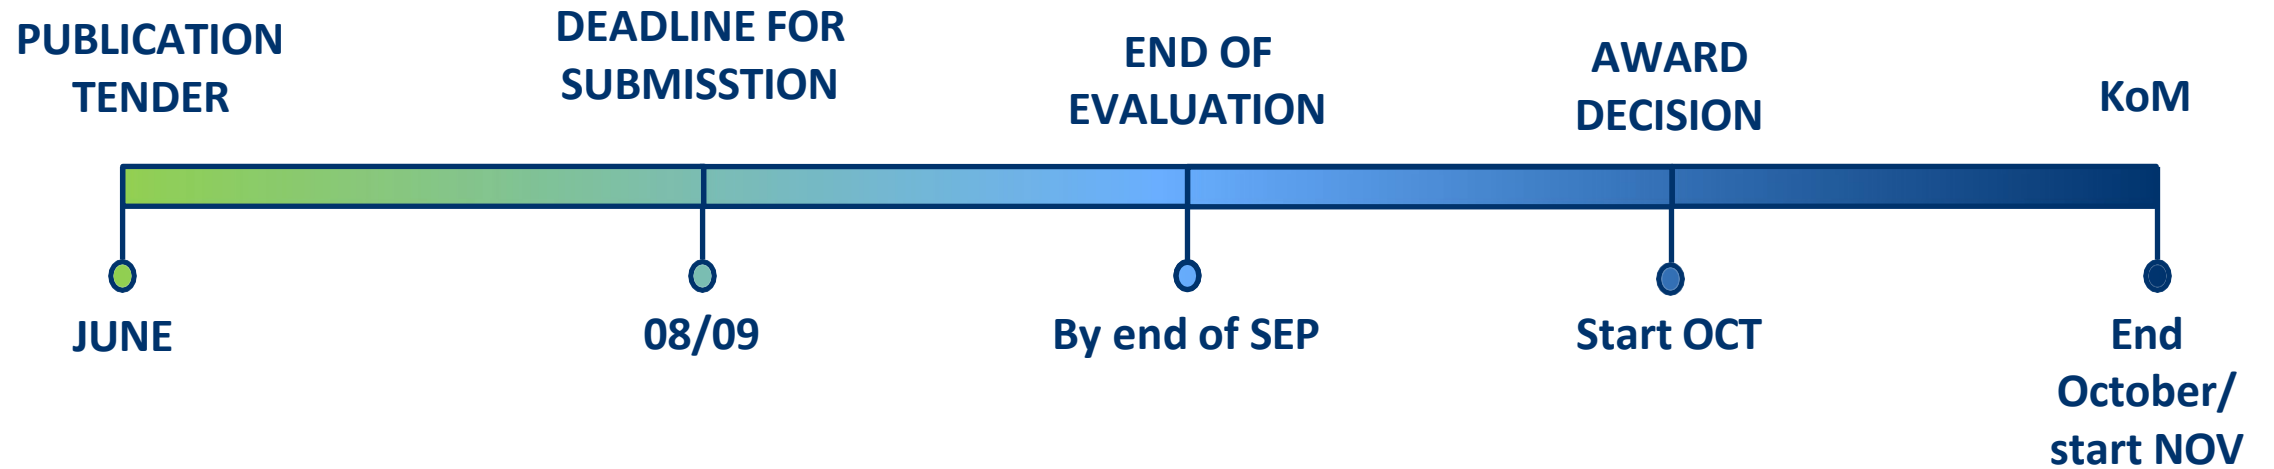 PUBLICATION
TENDER
DEADLINE FOR
SUBMISSTION
END OF
EVALUATION
AWARD
DECISION
KoM
JUNE
08/09
By end of SEP
Start OCT
End
October/
start NOV